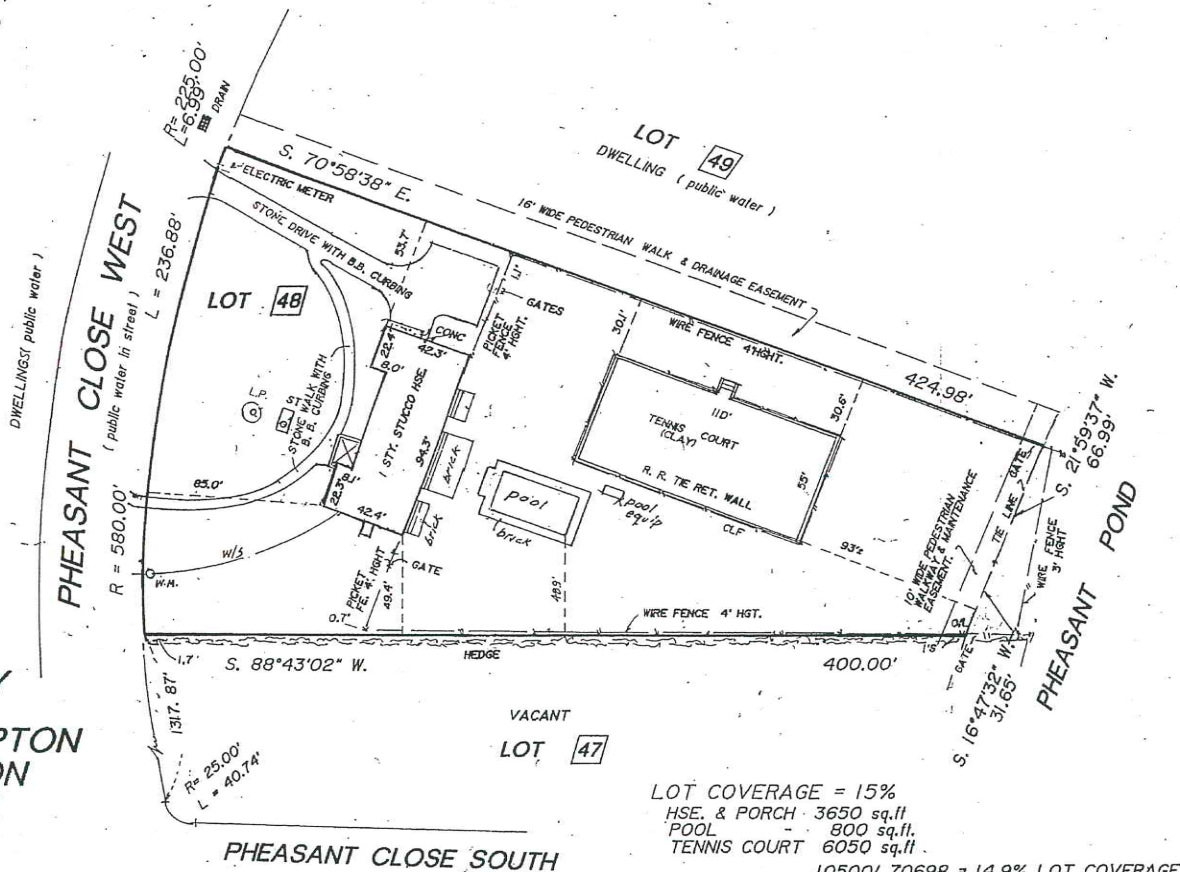 R= 225.00'
L=6.99'
DRAIN
LOT 49
DWELLING ( public water )
S. 70°58'38" E.
ELECTRIC METER
16' WIDE PEDESTRIAN WALK & DRAINAGE EASEMENT
STONE DRIVE WITH B.B. CURBING
53.7'
DWELLINGS( public water )
PHEASANT CLOSE WEST
( public water in street )
L = 236.88'
R = 580.00'
LOT 48
GATES
PICKET
FENCE
4' HGHT.
CONC
42.3'
22.4'
8.0'
30.1'
WIRE FENCE 4'HGHT.
424.98'
L.P.
S.T.
STONE WALK WITH
B. B. CURBING
1 STY. STUCCO HSE.
94.3'
110'
TENNIS COURT
(CLAY)
30.6'
55'
R. R. TIE RET. WALL
CLF
brick
pool
brick
pool
equip
brick
85.0'
8.1'
22.3'
42.4'
W/S
W.M.
GATE
PICKET
FE. 4' HGHT
49.4'
0.7'
49.9'
93±
10' WIDE PEDESTRIAN
WALKWAY & MAINTENANCE
EASEMENT.
GATE
TIE LINE
S. 21°59'37" W.
66.99'
WIRE FENCE
3' HGHT
PHEASANT POND
WIRE FENCE 4' HGT.
O/L
1.7'
S. 88°43'02" W.
HEDGE
400.00'
GATE
S. 16°47'32" W.
31.65'
1317. 87'
R= 25.00'
L = 40.74'
VACANT
LOT 47
PTON
ON
PHEASANT CLOSE SOUTH
LOT COVERAGE = 15%
HSE. & PORCH 3650 sq.ft
POOL - 800 sq.ft.
TENNIS COURT 6050 sq.ft.
10500/ 70698 = 14.9% LOT COVERAGE